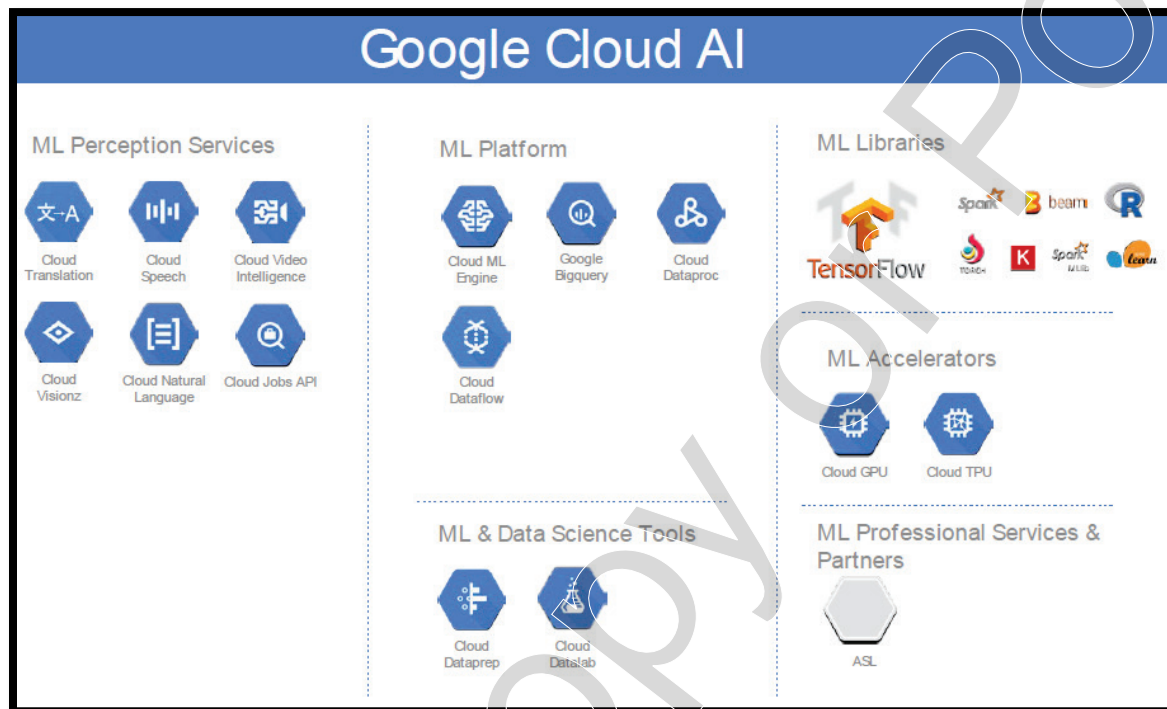 Google Cloud AI
ML Perception Services
文→A
Cloud
Translation
Cloud
Speech
Cloud Video
Intelligence
Cloud
Visionz
Cloud Natural
Language
Cloud Jobs API
ML Platform
Cloud ML
Engine
Google
Bigquery
Cloud
Dataproc
Cloud
Dataflow
ML & Data Science Tools
Cloud
Dataprep
Cloud
Datalab
ML Libraries
TensorFlow
Spark
beam
R
TORCH
K
Spark
MLlib
learn
ML Accelerators
Cloud GPU
Cloud TPU
ML Professional Services &
Partners
ASL